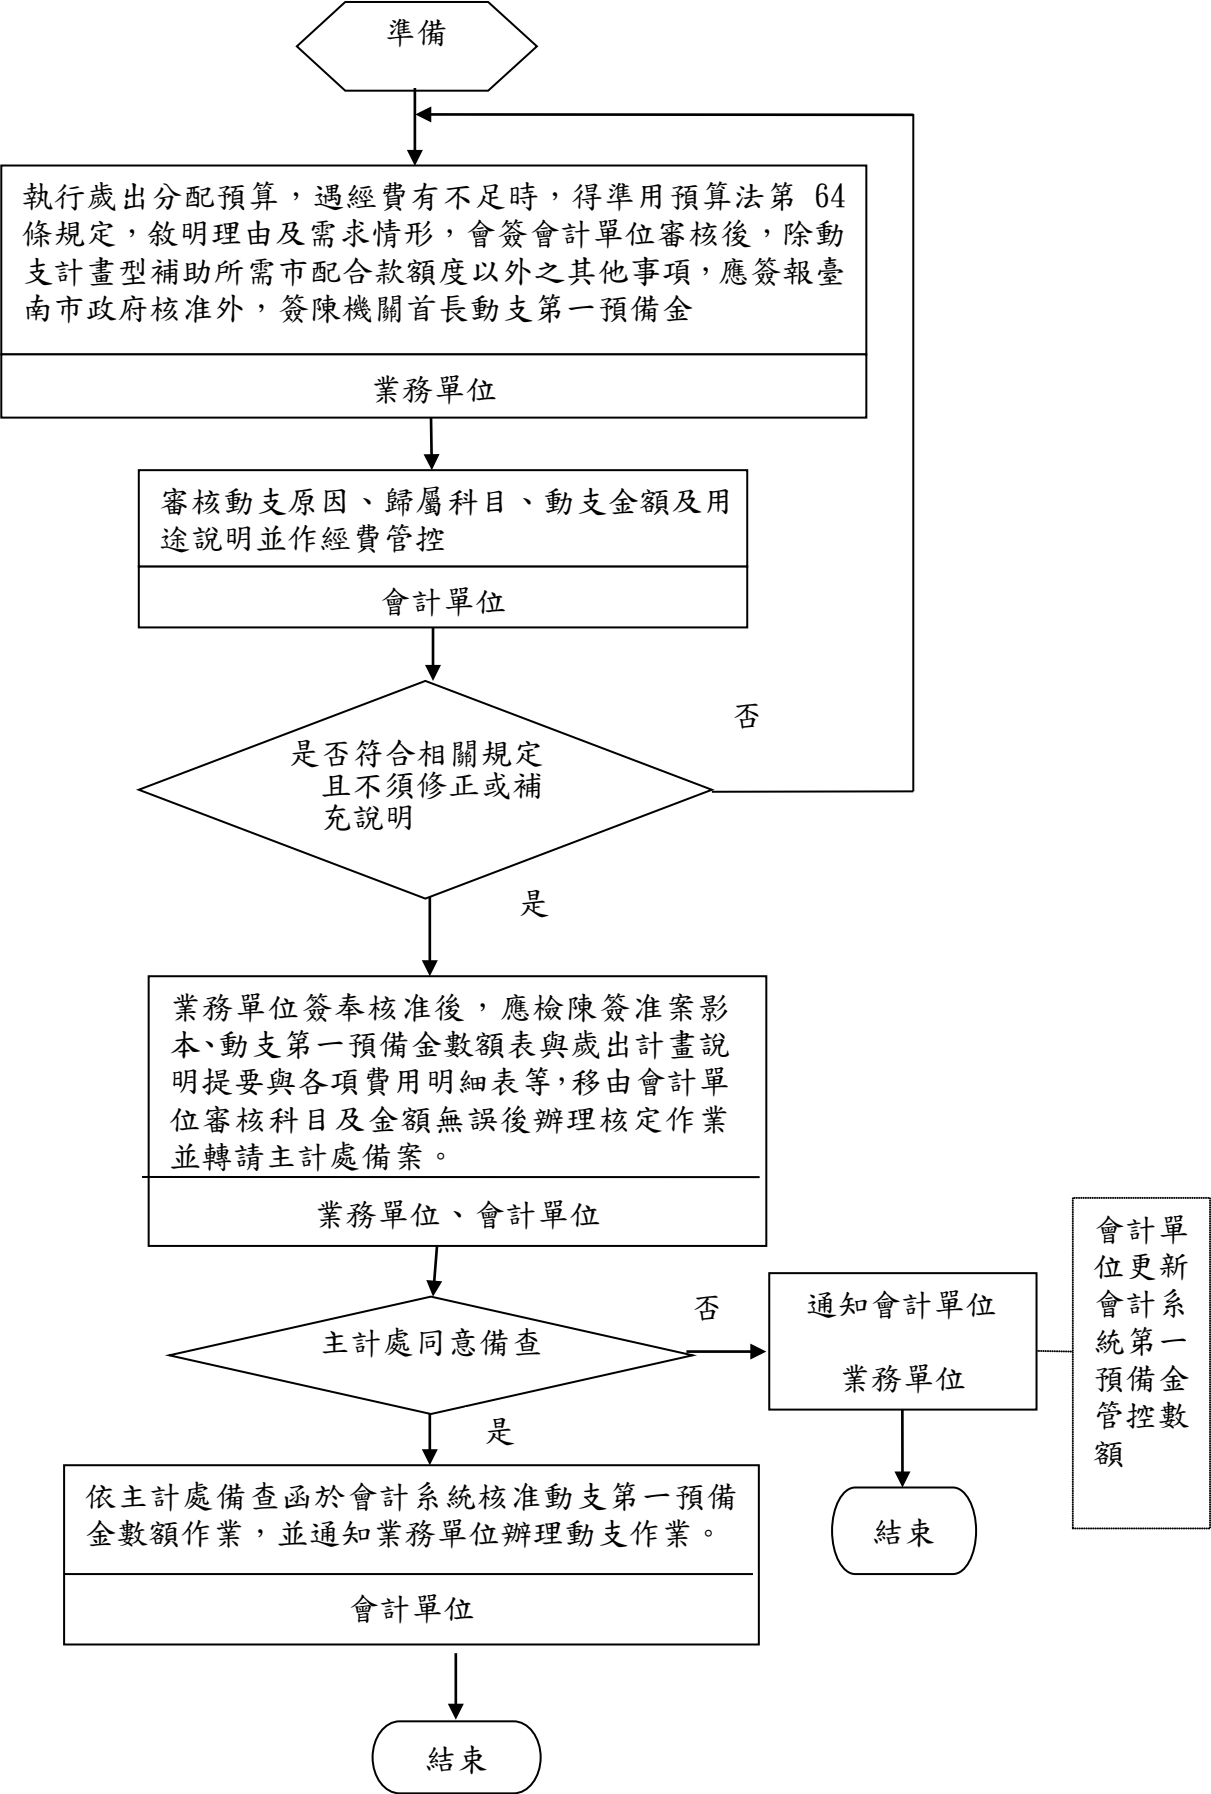 準備
執行歲出分配預算，遇經費有不足時，得準用預算法第 64
條規定，敘明理由及需求情形，會簽會計單位審核後，除動
支計畫型補助所需市配合款額度以外之其他事項，應簽報臺
南市政府核准外，簽陳機關首長動支第一預備金
業務單位
審核動支原因、歸屬科目、動支金額及用
途說明並作經費管控
會計單位
否
是否符合相關規定
且不須修正或補
充說明
是
業務單位簽奉核准後，應檢陳簽准案影
本、動支第一預備金數額表與歲出計畫說
明提要與各項費用明細表等，移由會計單
位審核科目及金額無誤後辦理核定作業
並轉請主計處備案。
業務單位、會計單位
主計處同意備查
否
通知會計單位
業務單位
會計單
位更新
會計系
統第一
預備金
管控數
額
是
依主計處備查函於會計系統核准動支第一預備
金數額作業，並通知業務單位辦理動支作業。
會計單位
結束
結束